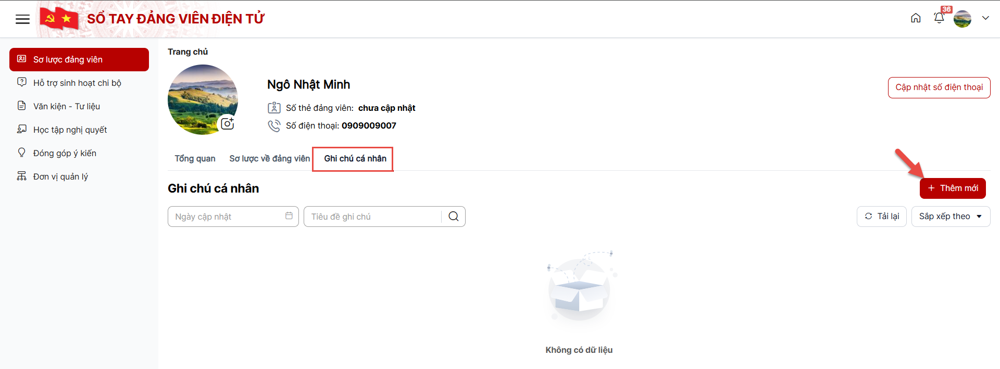 SỔ TAY ĐẢNG VIÊN ĐIỆN TỬ
36
Sơ lược đảng viên
Hỗ trợ sinh hoạt chi bộ
Văn kiện - Tư liệu
Học tập nghị quyết
Đóng góp ý kiến
Đơn vị quản lý
Trang chủ
Ngô Nhật Minh
Số thẻ đảng viên: chưa cập nhật
Số điện thoại: 0909009007
Cập nhật số điện thoại
Tổng quan Sơ lược về đảng viên Ghi chú cá nhân
Ghi chú cá nhân
Thêm mới
Ngày cập nhật
Tiêu đề ghi chú
Tải lại
Sắp xếp theo
Không có dữ liệu